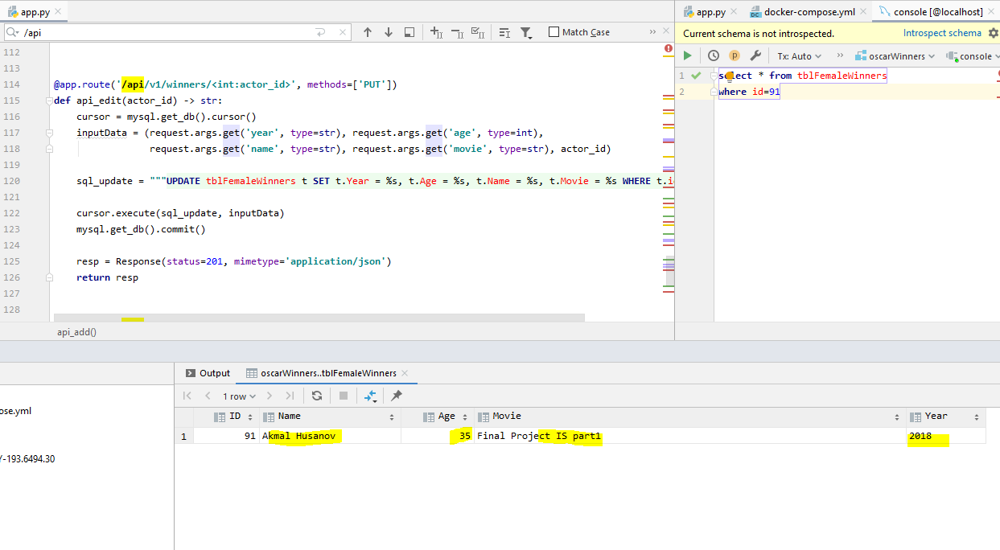 app.py
/api
Match Case
112
113
114 @app.route('/api/v1/winners/<int:actor_id>', methods=['PUT'])
115 def api_edit(actor_id) -> str:
116 cursor = mysql.get_db().cursor()
117 inputData = (request.args.get('year', type=str), request.args.get('age', type=int),
118 request.args.get('name', type=str), request.args.get('movie', type=str), actor_id)
119
120 sql_update = """UPDATE tblFemaleWinners t SET t.Year = %s, t.Age = %s, t.Name = %s, t.Movie = %s WHERE t.i
121
122 cursor.execute(sql_update, inputData)
123 mysql.get_db().commit()
124
125 resp = Response(status=201, mimetype='application/json')
126 return resp
127
128
api_add()
app.py docker-compose.yml console [@localhost]
Current schema is not introspected. Introspect schema
Tx: Auto oscarWinners console
1 select * from tblFemaleWinners
2 where id=91
ose.yml
Y-193.6494.30
Output oscarWinners..tblFemaleWinners
1 row
ID Name Age Movie Year
1 91 Akmal Husanov 35 Final Project IS part1 2018